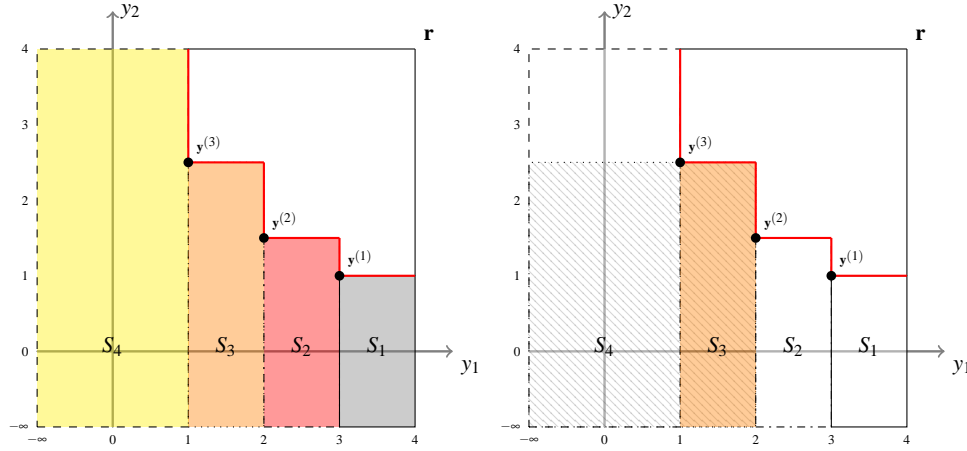 y₂
r
4
3
y⁽³⁾
2
y⁽²⁾
y⁽¹⁾
1
S₄ S₃ S₂ S₁
0
y₁
−∞
−∞ 0 1 2 3 4
y₂
r
4
3
y⁽³⁾
2
y⁽²⁾
y⁽¹⁾
1
S₄ S₃ S₂ S₁
0
y₁
−∞
−∞ 0 1 2 3 4